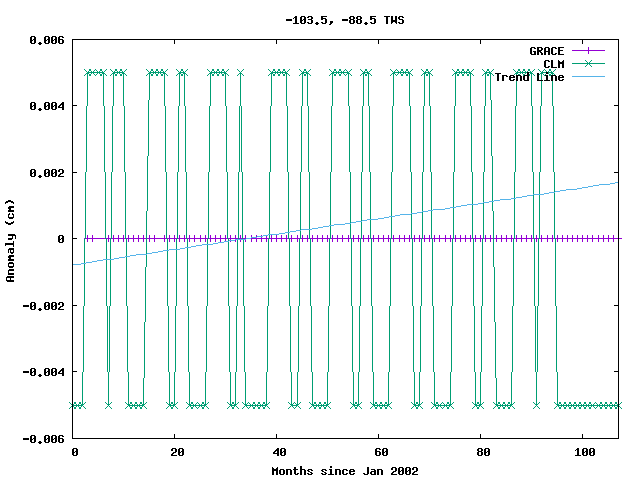 -103.5, -88.5 TWS
GRACE
CLM
Trend Line
0.006
0.004
0.002
0
-0.002
-0.004
-0.006
Anomaly (cm)
0 20 40 60 80 100
Months since Jan 2002